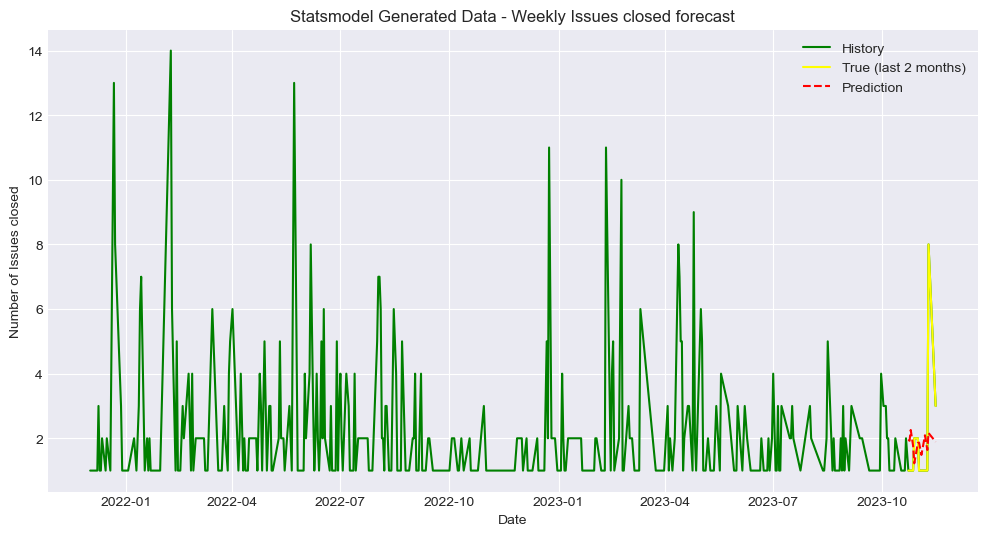 Statsmodel Generated Data - Weekly Issues closed forecast
History
True (last 2 months)
Prediction
Number of Issues closed
14
12
10
8
6
4
2
2022-01 2022-04 2022-07 2022-10 2023-01 2023-04 2023-07 2023-10
Date